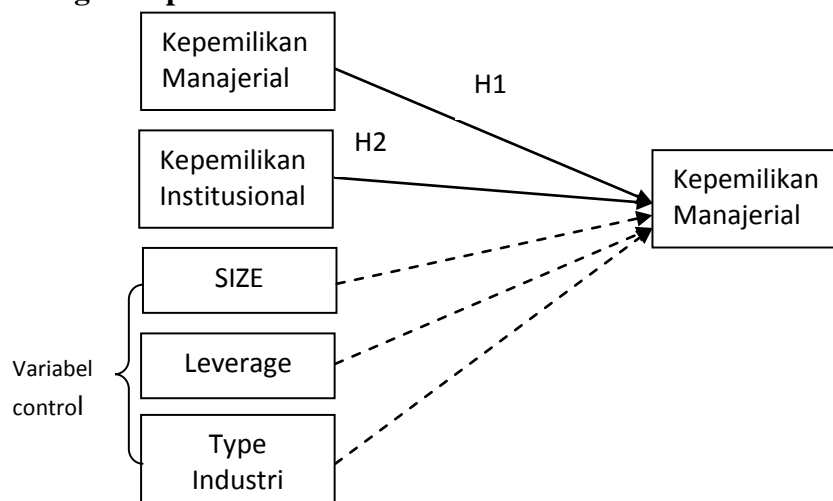 Kepemilikan
Manajerial
H1
Kepemilikan
Institusional
H2
Kepemilikan
Manajerial
SIZE
Leverage
Variabel
control
Type
Industri